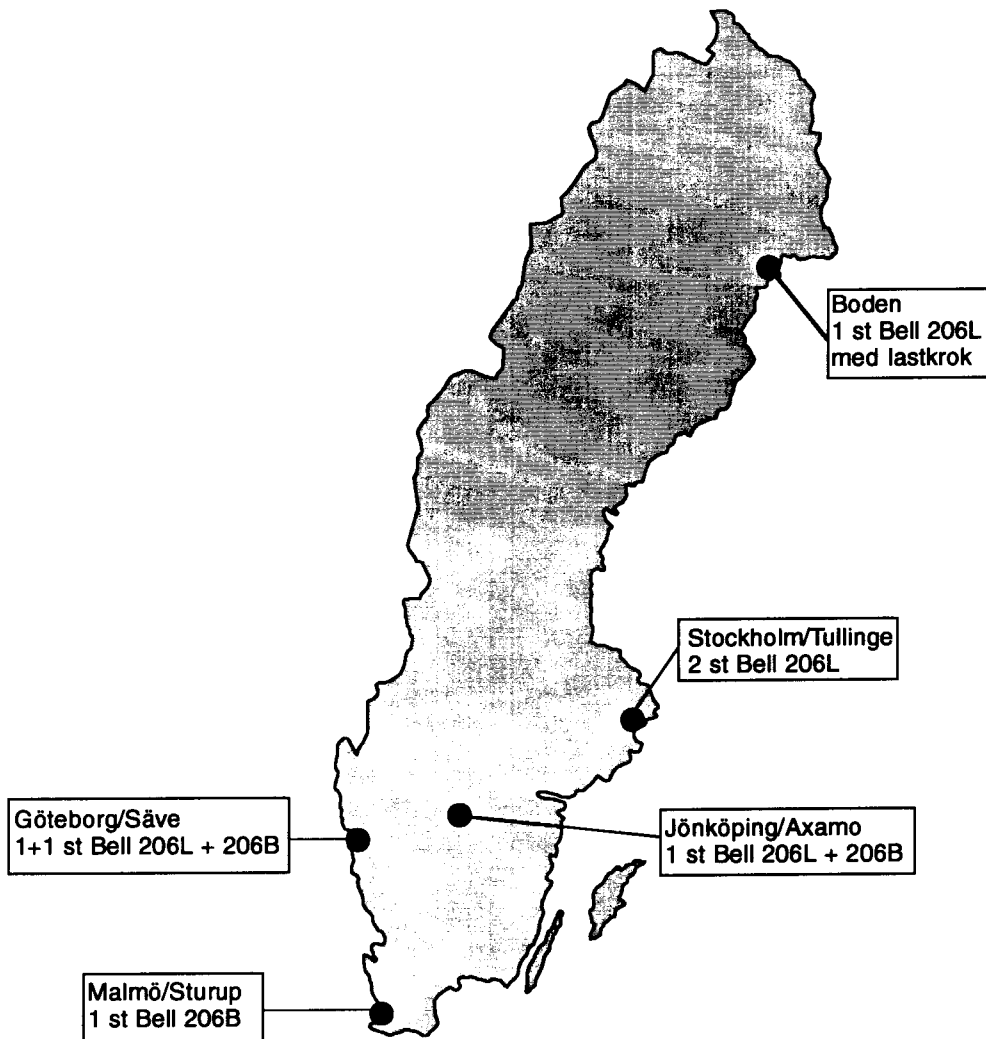 Boden
1 st Bell 206L
med lastkrok
Stockholm/Tullinge
2 st Bell 206L
Göteborg/Säve
1+1 st Bell 206L + 206B
Jönköping/Axamo
1 st Bell 206L + 206B
Malmö/Sturup
1 st Bell 206B